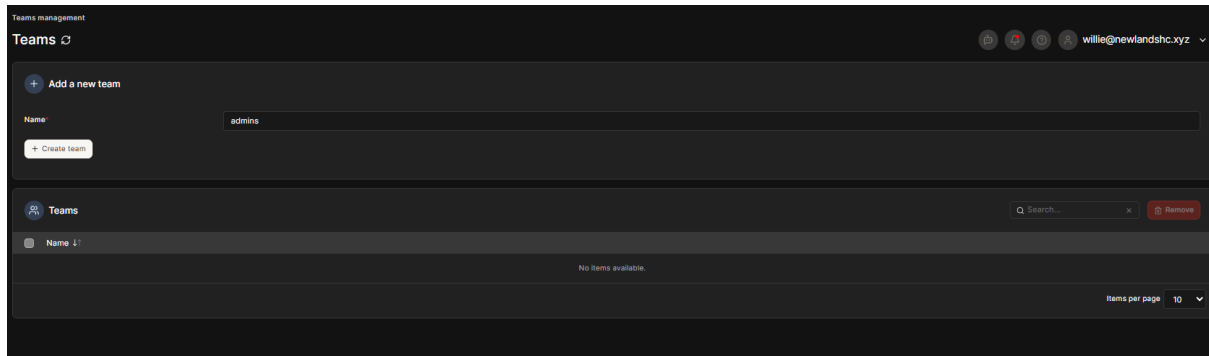 Teams management
Teams
willie@newlandshc.xyz
Add a new team
Name*
admins
+ Create team
Teams
Search...
Remove
Name
No items available.
Items per page 10